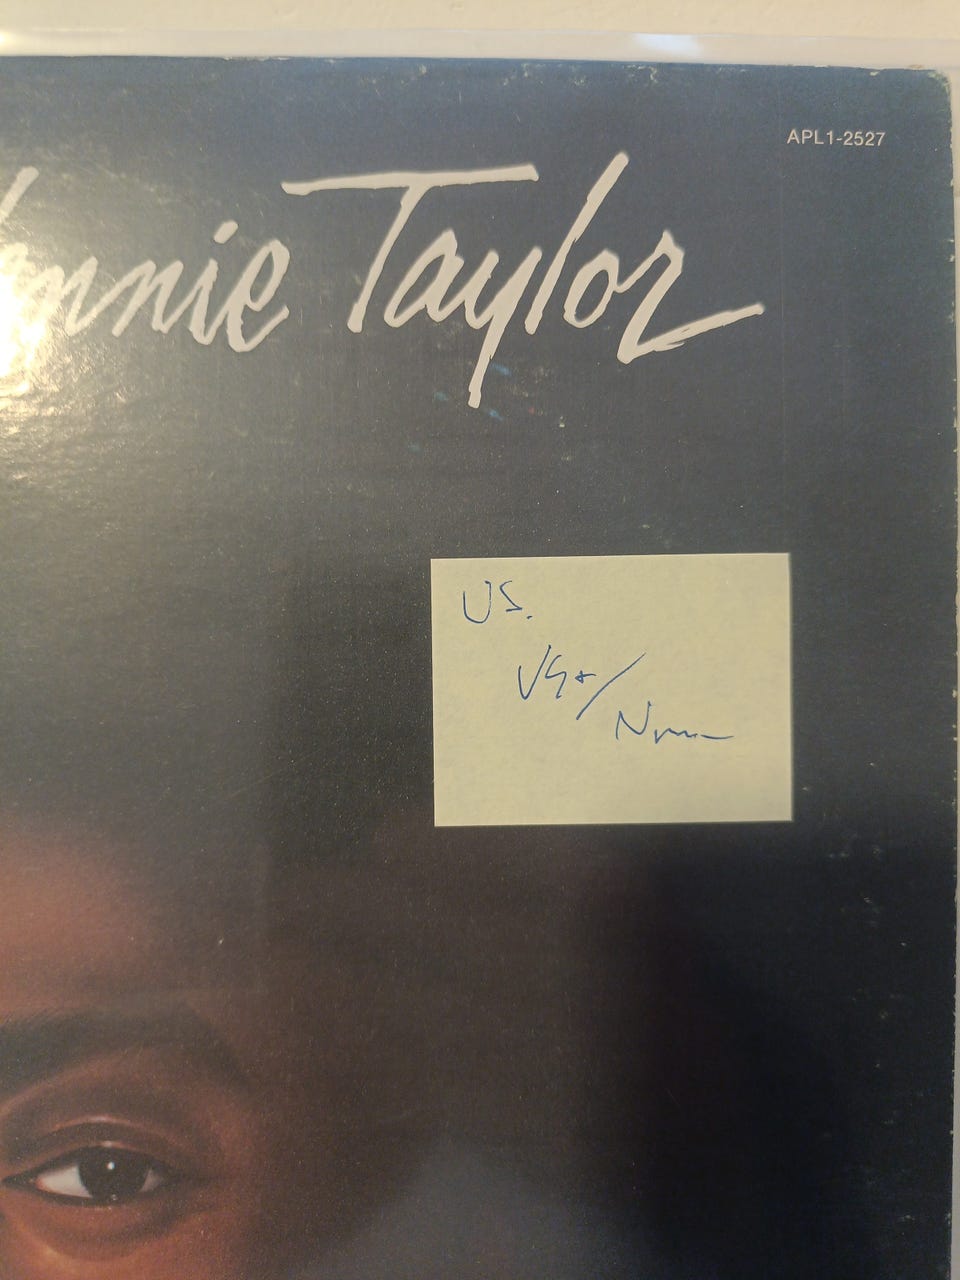 APL1-2527
nnie Taylor
US.
VG+/
Nm-